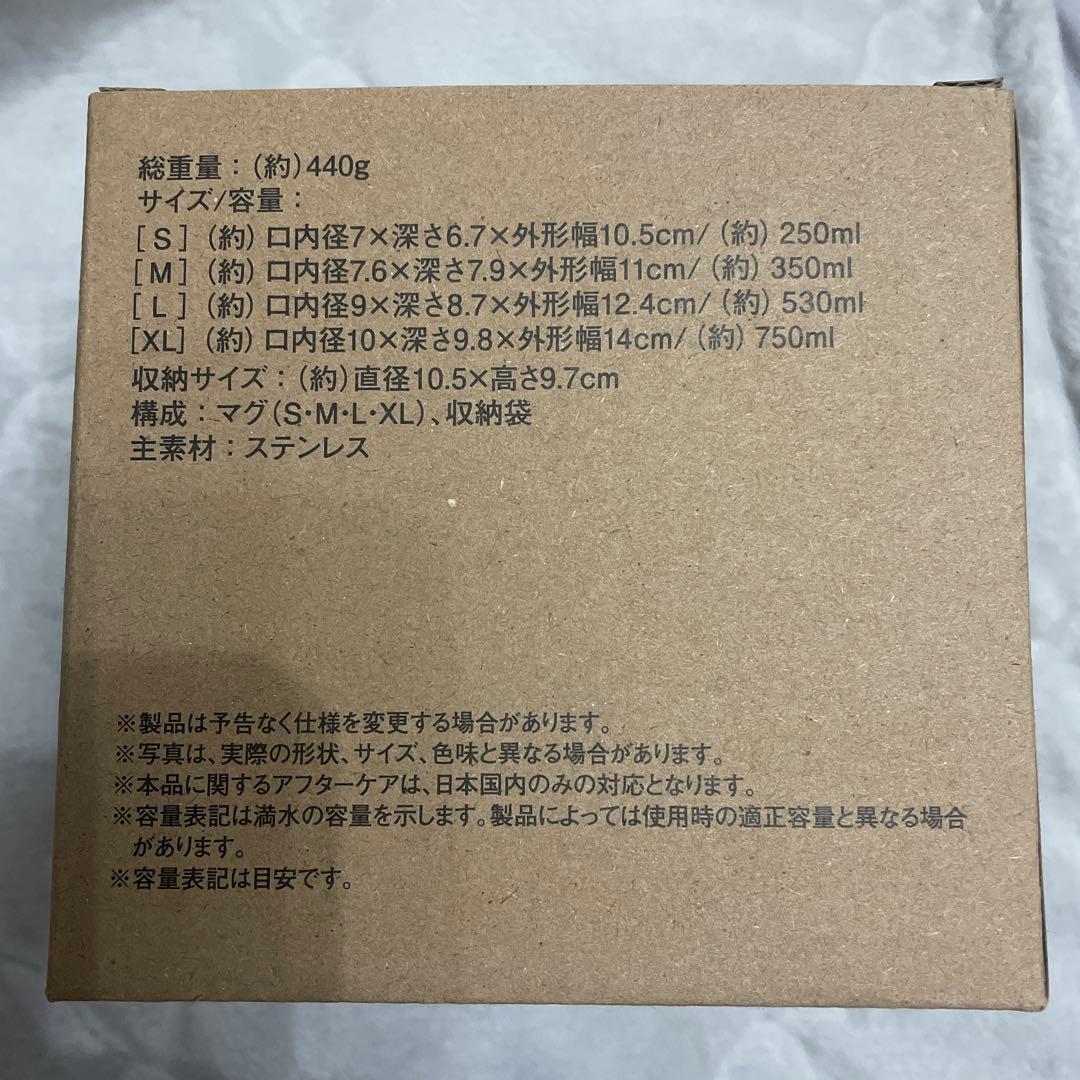 総重量：(約)440g
サイズ/容量：
[S] (約) 口内径7×深さ6.7×外形幅10.5cm/ (約) 250ml
[M] (約) 口内径7.6×深さ7.9×外形幅11cm/ (約) 350ml
[L] (約) 口内径9×深さ8.7×外形幅12.4cm/ (約) 530ml
[XL] (約) 口内径10×深さ9.8×外形幅14cm/ (約) 750ml
収納サイズ：(約)直径10.5×高さ9.7cm
構成：マグ(S・M・L・XL)、収納袋
主素材：ステンレス
※製品は予告なく仕様を変更する場合があります。
※写真は、実際の形状、サイズ、色味と異なる場合があります。
※本品に関するアフターケアは、日本国内のみの対応となります。
※容量表記は満水の容量を示します。製品によっては使用時の適正容量と異なる場合
があります。
※容量表記は目安です。